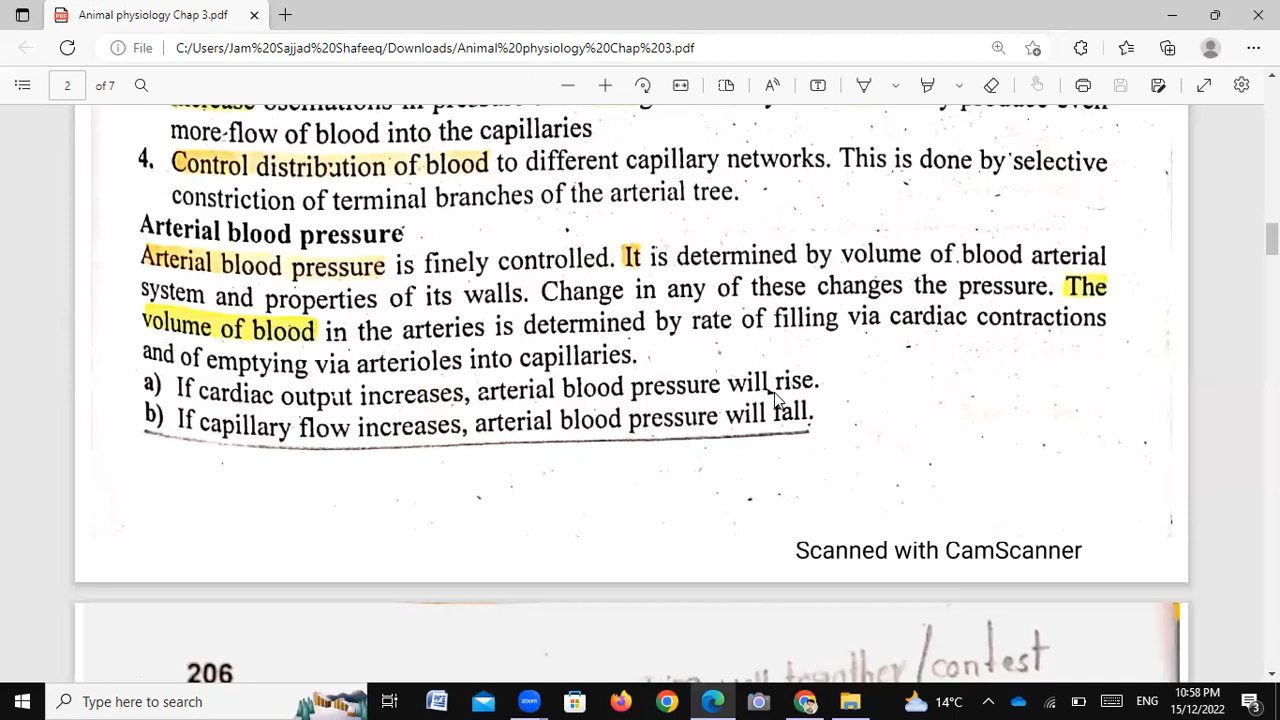 Animal physiology Chap 3.pdf
File
C:/Users/Jam%20Sajjad%20Shafeeq/Downloads/Animal%20physiology%20Chap%203.pdf
2 of 7
more flow of blood into the capillaries
4. Control distribution of blood to different capillary networks. This is done by selective
constriction of terminal branches of the arterial tree.
Arterial blood pressure
Arterial blood pressure is finely controlled. It is determined by volume of blood arterial
system and properties of its walls. Change in any of these changes the pressure. The
volume of blood in the arteries is determined by rate of filling via cardiac contractions
and of emptying via arterioles into capillaries.
a) If cardiac output increases, arterial blood pressure will rise.
b) If capillary flow increases, arterial blood pressure will fall.
Scanned with CamScanner
together/contest
206
Type here to search
14°C
ENG
10:58 PM
15/12/2022